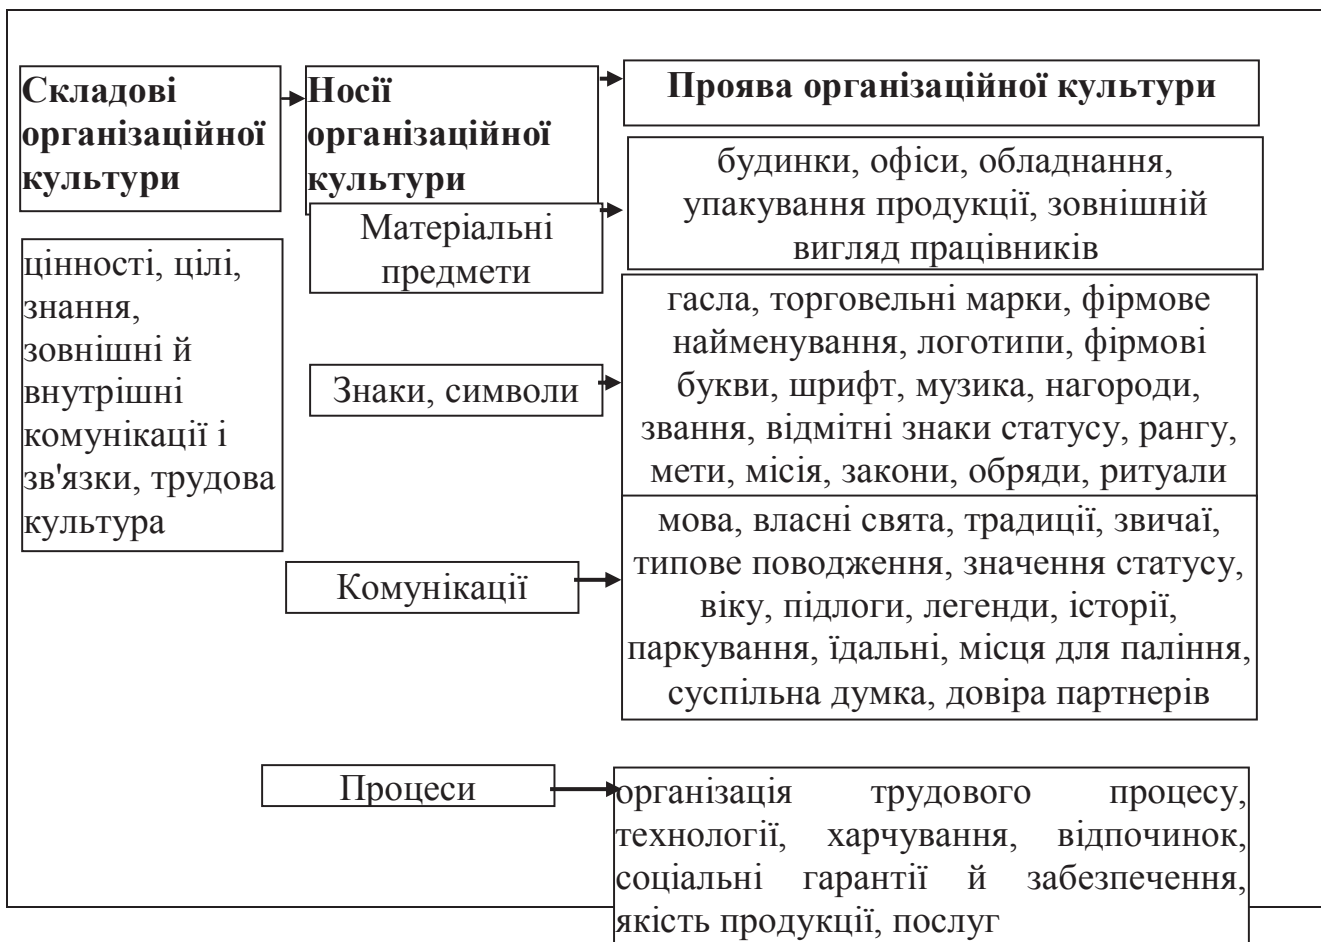 Складові
організаційної
культури
Носії
організаційної
культури
Проява організаційної культури
цінності, цілі,
знання,
зовнішні й
внутрішні
комунікації і
зв'язки, трудова
культура
Матеріальні
предмети
будинки, офіси, обладнання,
упакування продукції, зовнішній
вигляд працівників
Знаки, символи
гасла, торговельні марки, фірмове
найменування, логотипи, фірмові
букви, шрифт, музика, нагороди,
звання, відмітні знаки статусу, рангу,
мети, місія, закони, обряди, ритуали
Комунікації
мова, власні свята, традиції, звичаї,
типове поводження, значення статусу,
віку, підлоги, легенди, історії,
паркування, їдальні, місця для паління,
суспільна думка, довіра партнерів
Процеси
організація трудового процесу,
технології, харчування, відпочинок,
соціальні гарантії й забезпечення,
якість продукції, послуг